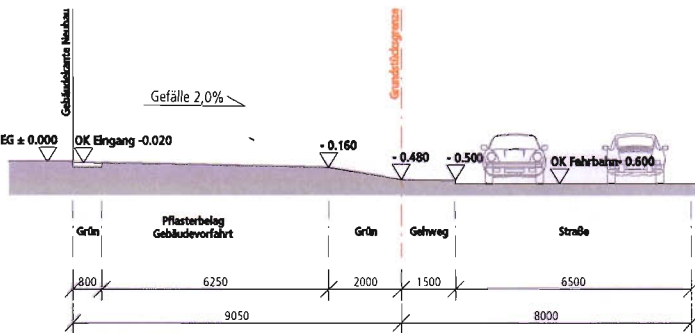 Gebäudekante Neubau
Grundstücksgrenze
Gefälle 2,0%
EG ± 0.000
OK Eingang -0.020
- 0.160
- 0.480
- 0.500
OK Fahrbahn- 0.600
Grün
Pflasterbelag
Gebäudevorfahrt
Grün
Gehweg
Straße
800
6250
2000
1500
6500
9050
8000